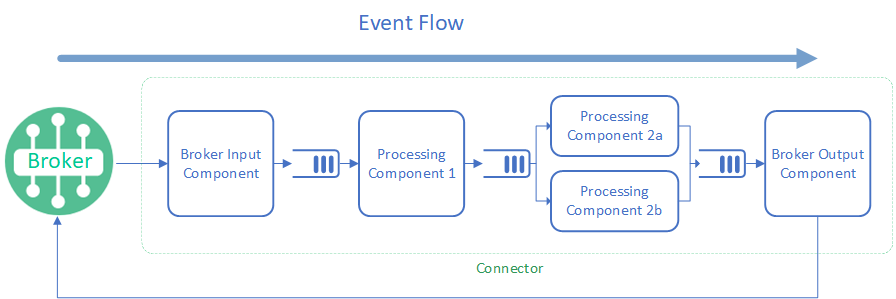 Event Flow
Broker
Broker Input
Component
Processing
Component 1
Processing
Component 2a
Processing
Component 2b
Broker Output
Component
Connector